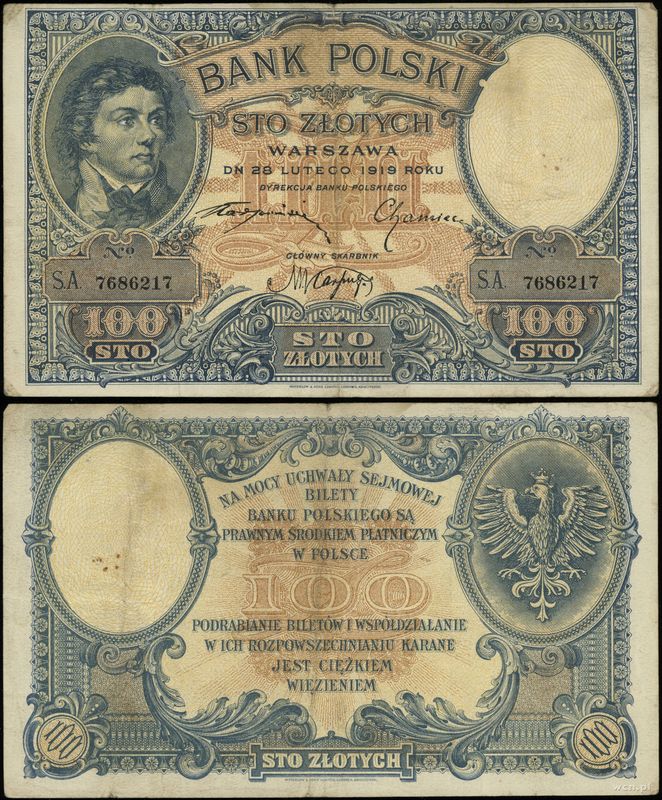 BANK POLSKI
STO ZŁOTYCH
WARSZAWA
DN 28 LUTEGO 1919 ROKU
DYREKCJA BANKU POLSKIEGO
GŁÓWNY SKARBNIK
No No
S.A. 7686217 S.A. 7686217
100 100
STO STO
STO
ZŁOTYCH
NA MOCY UCHWAŁY SEJMOWEJ
BILETY
BANKU POLSKIEGO SĄ
PRAWNYM ŚRODKIEM PŁATNICZYM
W POLSCE
100
PODRABIANIE BILETÓW I WSPÓŁDZIAŁANIE
W ICH ROZPOWSZECHNIANIU KARANE
JEST CIĘŻKIEM
WIĘZIENIEM
100 100
STO ZŁOTYCH
wcn.pl